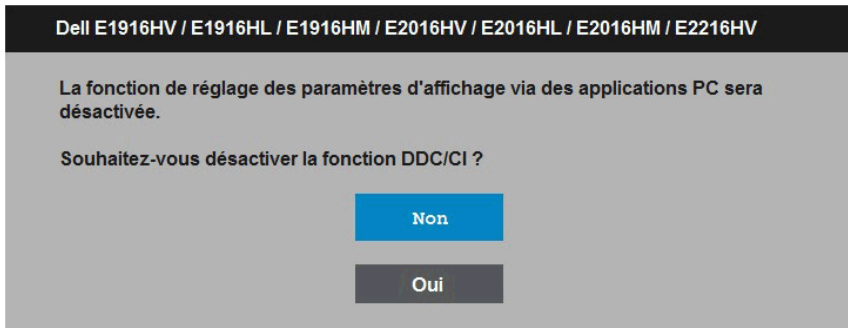 Dell E1916HV / E1916HL / E1916HM / E2016HV / E2016HL / E2016HM / E2216HV
La fonction de réglage des paramètres d'affichage via des applications PC sera
désactivée.
Souhaitez-vous désactiver la fonction DDC/CI ?
Non
Oui